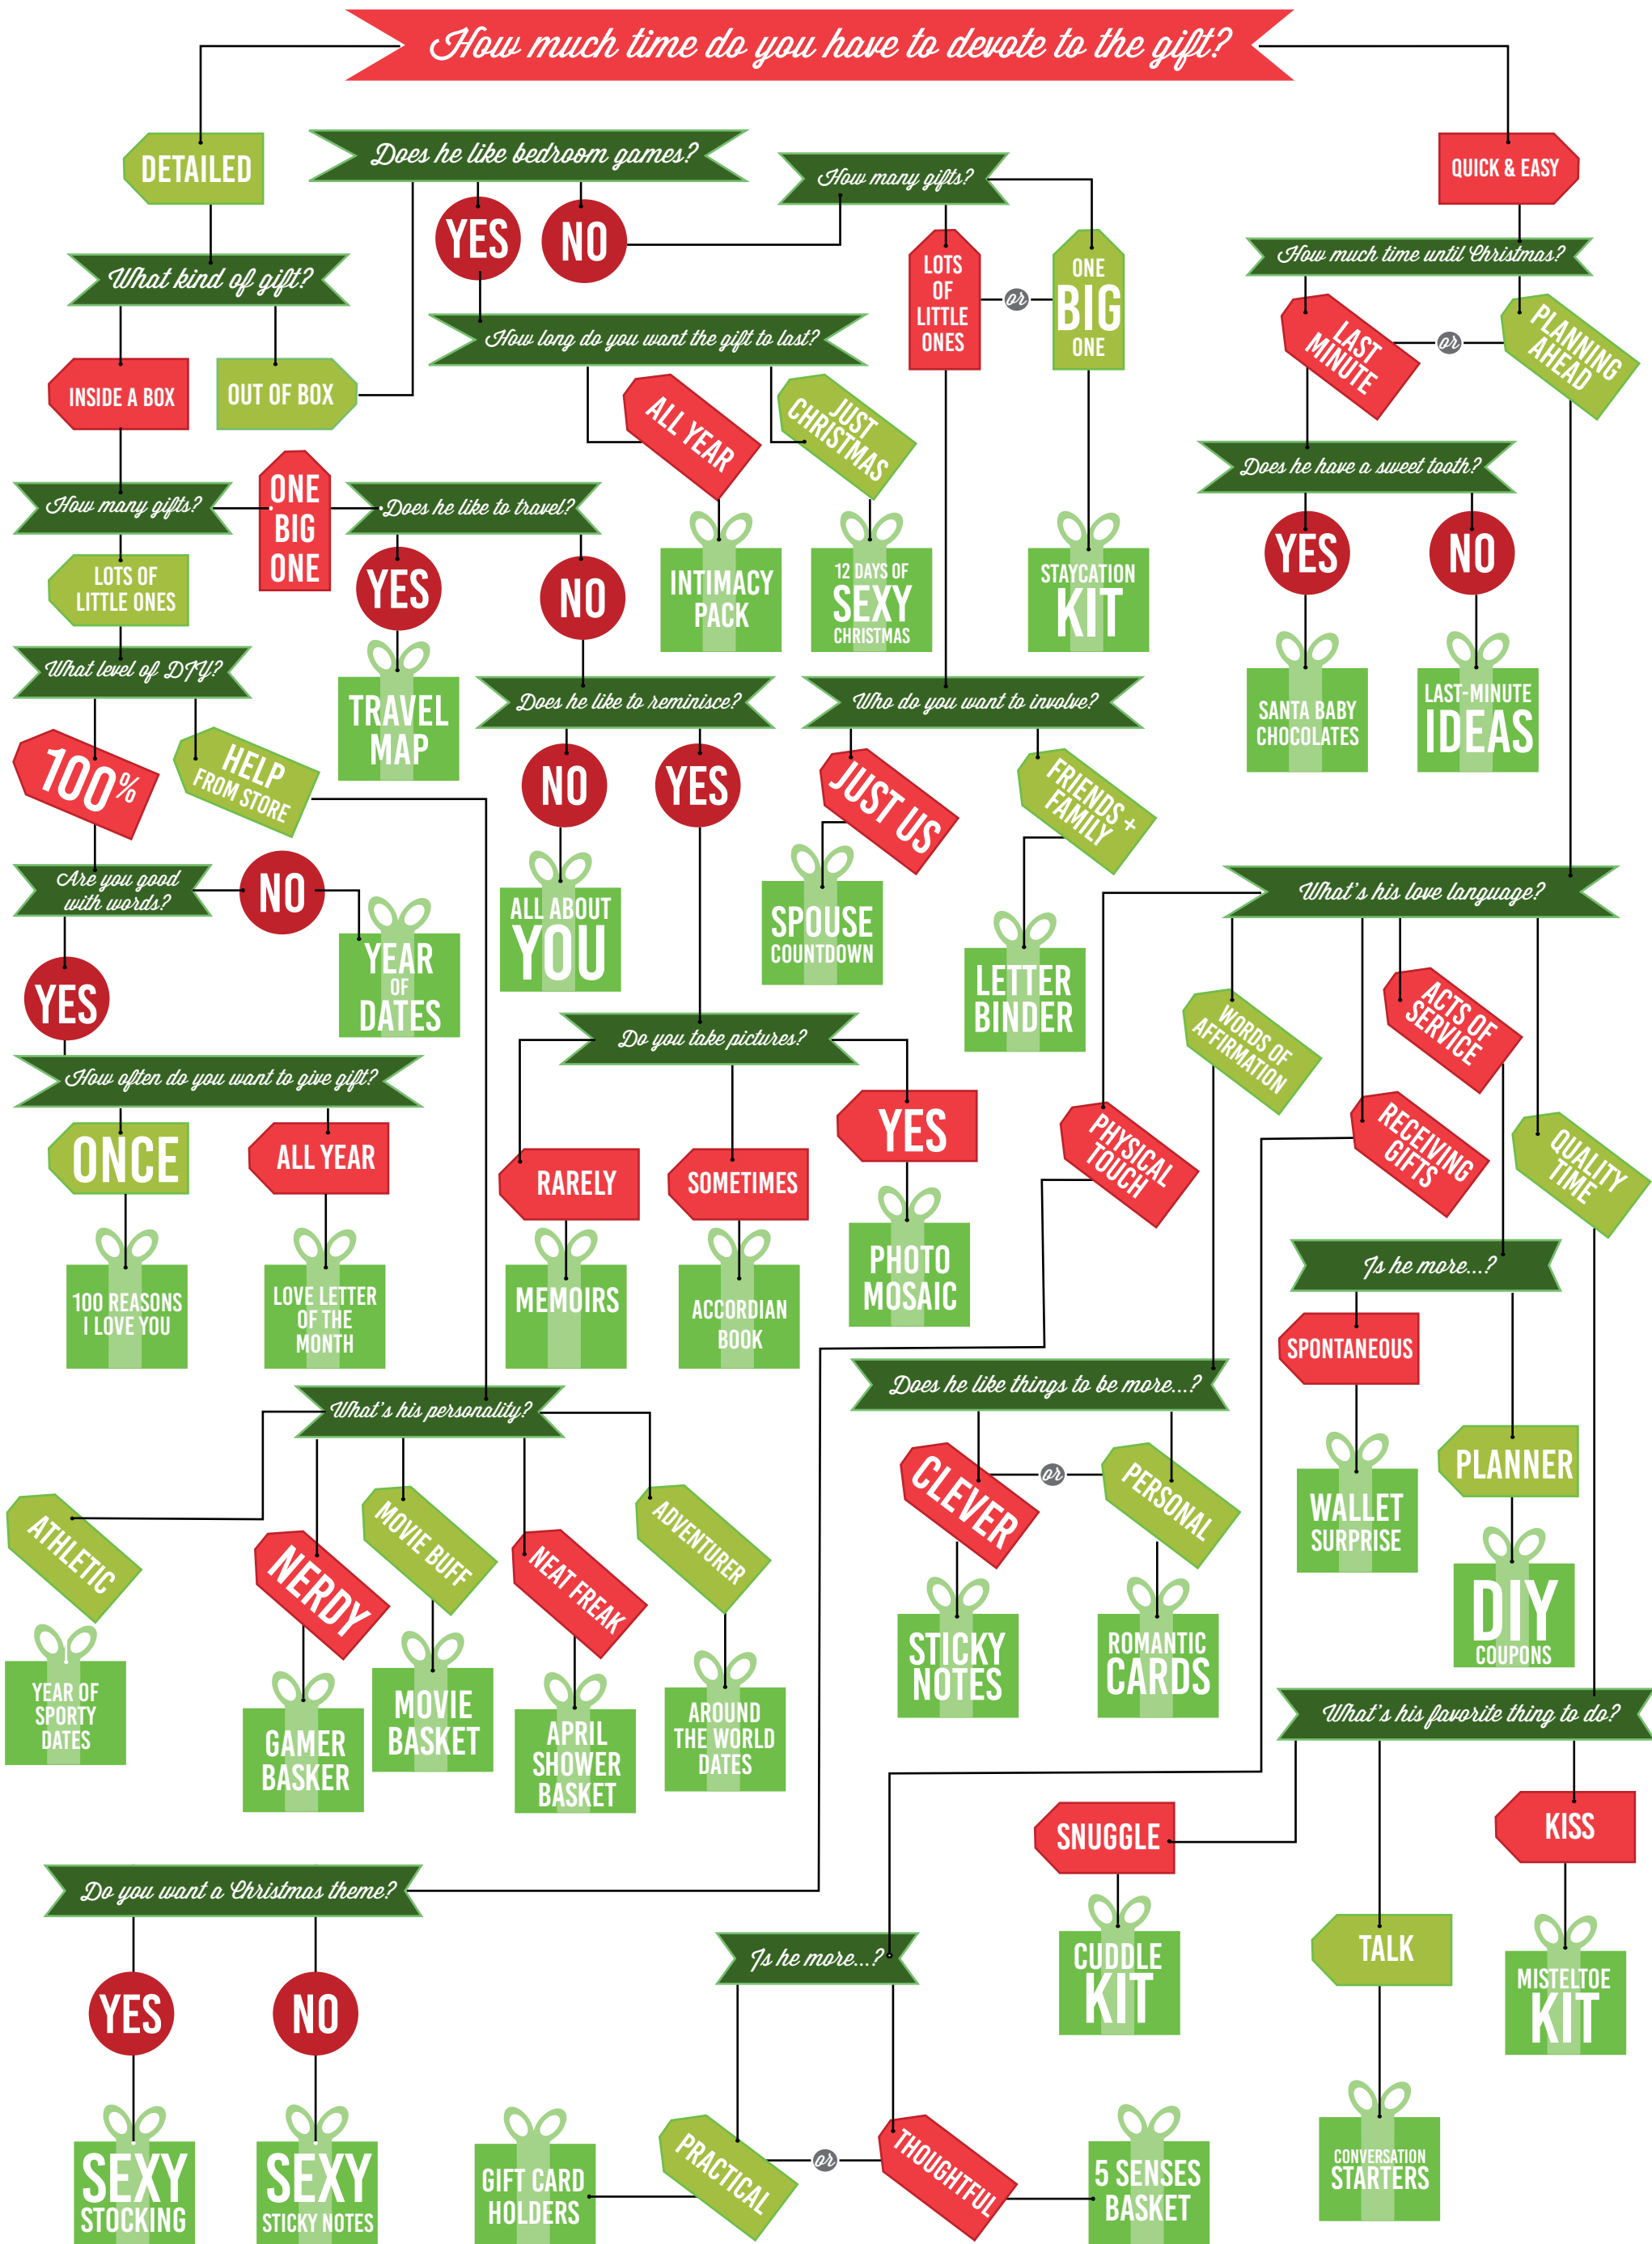 How much time do you have to devote to the gift?
DETAILED
Does he like bedroom games?
How many gifts?
QUICK & EASY
YES
NO
LOTS
OF
LITTLE
ONES
or
ONE
BIG
ONE
What kind of gift?
How much time until Christmas?
LAST
MINUTE
or
PLANNING
AHEAD
How long do you want the gift to last?
INSIDE A BOX
OUT OF BOX
ALL YEAR
JUST
CHRISTMAS
Does he have a sweet tooth?
How many gifts?
ONE
BIG
ONE
Does he like to travel?
YES
NO
LOTS OF
LITTLE ONES
YES
NO
INTIMACY
PACK
12 DAYS OF
SEXY
CHRISTMAS
STAYCATION
KIT
What level of DIY?
TRAVEL
MAP
Does he like to reminisce?
Who do you want to involve?
SANTA BABY
CHOCOLATES
LAST-MINUTE
IDEAS
100%
HELP
FROM STORE
NO
YES
JUST US
FRIENDS +
FAMILY
Are you good
with words?
NO
What's his love language?
YEAR
OF
DATES
ALL ABOUT
YOU
SPOUSE
COUNTDOWN
LETTER
BINDER
YES
WORDS OF
AFFIRMATION
ACTS OF
SERVICE
Do you take pictures?
How often do you want to give gift?
ONCE
ALL YEAR
RARELY
SOMETIMES
YES
PHYSICAL
TOUCH
RECEIVING
GIFTS
QUALITY
TIME
100 REASONS
I LOVE YOU
LOVE LETTER
OF THE
MONTH
MEMOIRS
ACCORDIAN
BOOK
PHOTO
MOSAIC
Is he more...?
SPONTANEOUS
What's his personality?
Does he like things to be more...?
PLANNER
ATHLETIC
NERDY
MOVIE BUFF
NEAT FREAK
ADVENTURER
CLEVER
or
PERSONAL
WALLET
SURPRISE
DIY
COUPONS
YEAR OF
SPORTY
DATES
GAMER
BASKER
MOVIE
BASKET
APRIL
SHOWER
BASKET
AROUND
THE WORLD
DATES
STICKY
NOTES
ROMANTIC
CARDS
What's his favorite thing to do?
SNUGGLE
KISS
Do you want a Christmas theme?
TALK
Is he more...?
CUDDLE
KIT
MISTELTOE
KIT
YES
NO
PRACTICAL
or
THOUGHTFUL
SEXY
STOCKING
SEXY
STICKY NOTES
GIFT CARD
HOLDERS
5 SENSES
BASKET
CONVERSATION
STARTERS